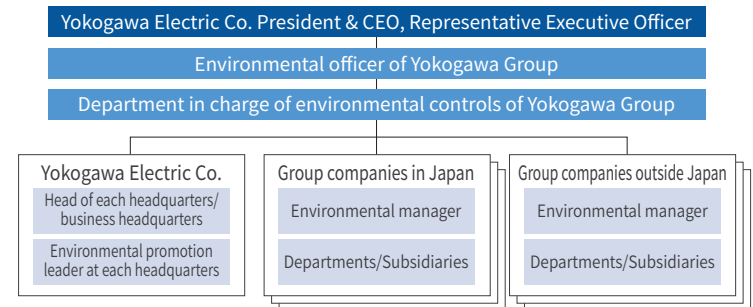 Yokogawa Electric Co. President & CEO, Representative Executive Officer
Environmental officer of Yokogawa Group
Department in charge of environmental controls of Yokogawa Group
Yokogawa Electric Co.
Head of each headquarters/
business headquarters
Environmental promotion
leader at each headquarters
Group companies in Japan
Environmental manager
Departments/Subsidiaries
Group companies outside Japan
Environmental manager
Departments/Subsidiaries